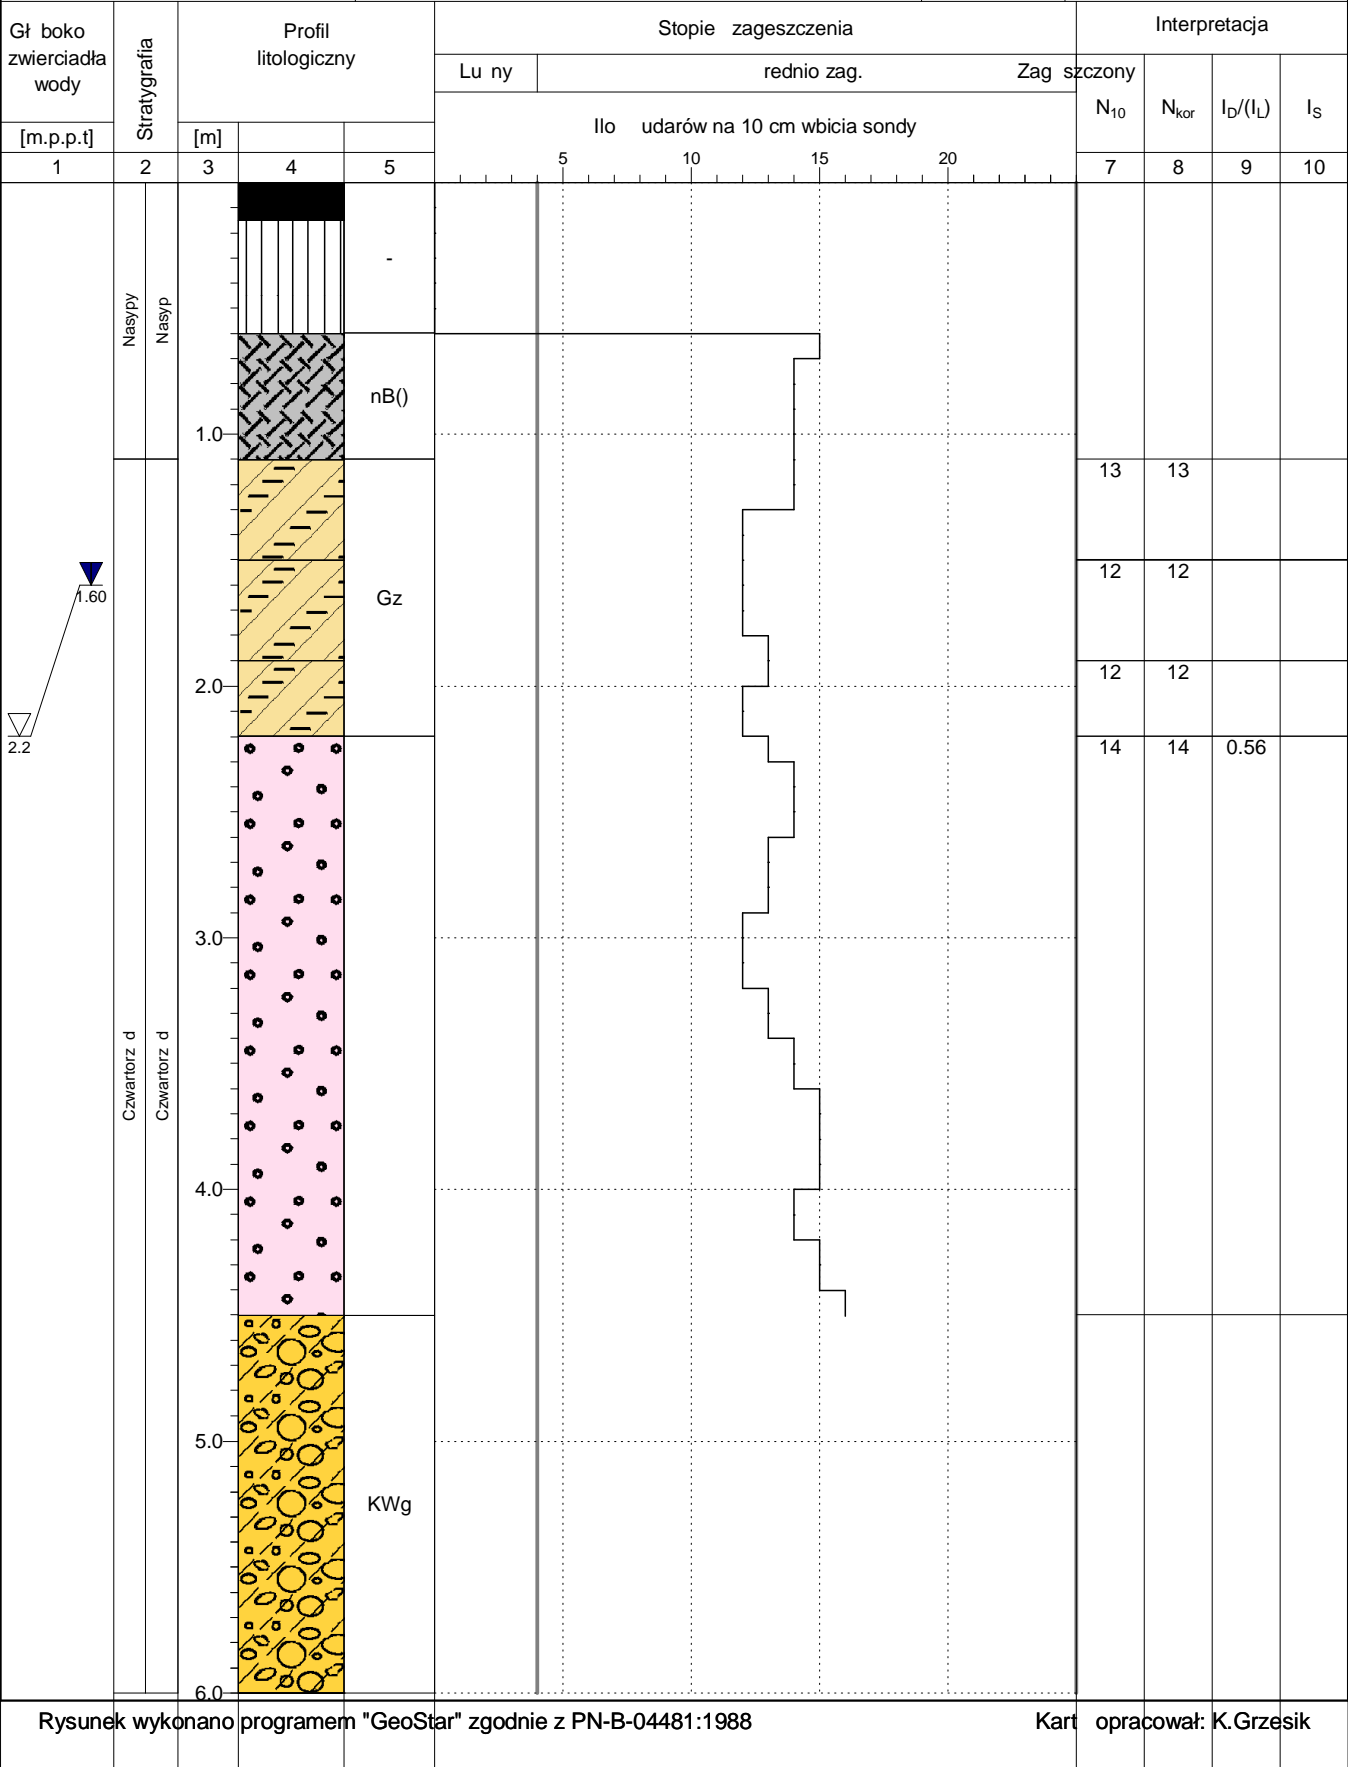 Gł boko
zwierciadła
wody
[m.p.p.t]
Stratygrafia
Profil
litologiczny
[m]
Stopie zageszczenia
Lu ny
rednio zag.
Zag szczony
Ilo udarów na 10 cm wbicia sondy
5 10 15 20
Interpretacja
N10 Nkor ID/(IL) IS
1 2 3 4 5 7 8 9 10
Nasypy
Nasyp
-
nB()
1.0
13 13
1.60
Gz
12 12
2.0
12 12
2.2
14 14 0.56
3.0
Czwartorz d
Czwartorz d
4.0
5.0
KWg
6.0
Rysunek wykonano programem "GeoStar" zgodnie z PN-B-04481:1988
Kart opracował: K.Grzesik